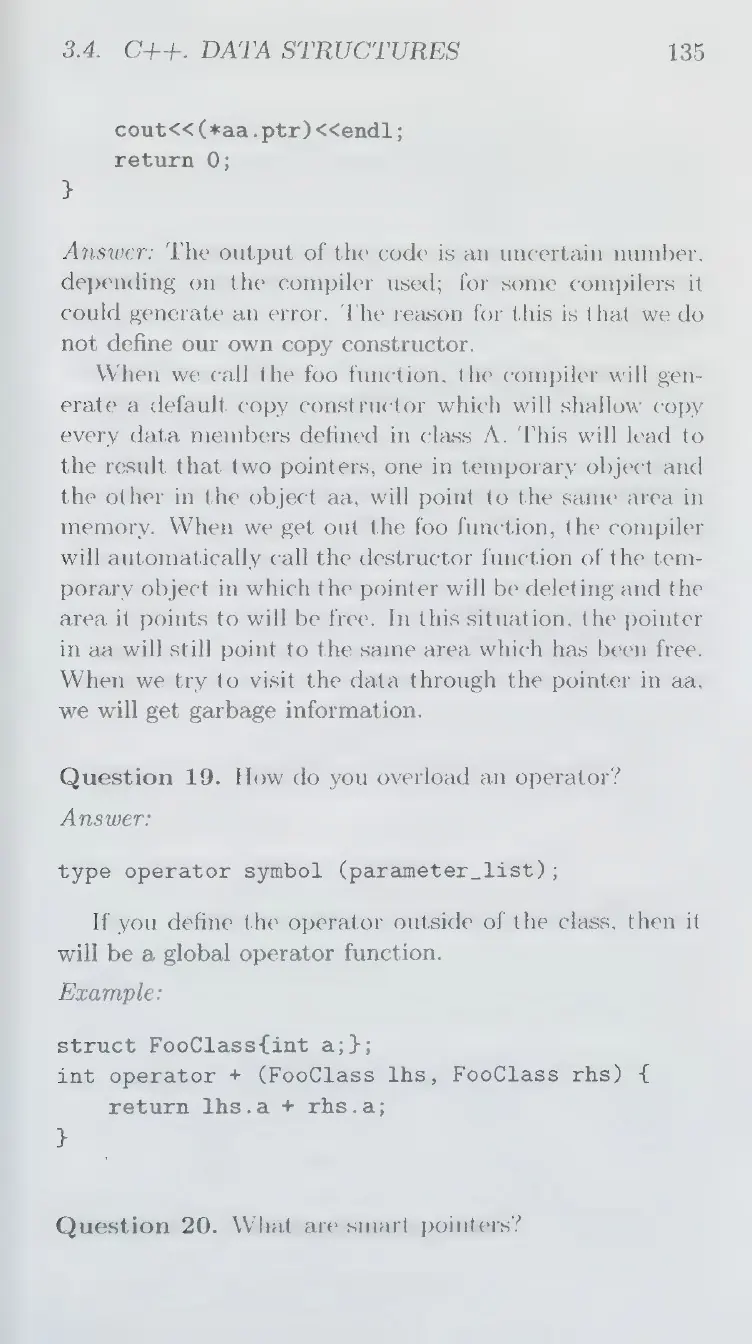 3.4. C++. DATA STRUCTURES 135
cout<<(*aa.ptr)<<endl;
return 0;
}
Answer: The output of the code is an uncertain number,
depending on the compiler used; for some compilers it
could generate an error. The reason for this is that we do
not define our own copy constructor.
When we call the foo function, the compiler will gen-
erate a default copy constructor which will shallow copy
every data members defined in class A. This will lead to
the result that two pointers, one in temporary object and
the other in the object aa, will point to the same area in
memory. When we get out the foo function, the compiler
will automatically call the destructor function of the tem-
porary object in which the pointer will be deleting and the
area it points to will be free. In this situation, the pointer
in aa will still point to the same area which has been free.
When we try to visit the data through the pointer in aa,
we will get garbage information.
Question 19. How do you overload an operator?
Answer:
type operator symbol (parameter_list);
If you define the operator outside of the class, then it
will be a global operator function.
Example:
struct FooClass{int a;};
int operator + (FooClass lhs, FooClass rhs) {
return lhs.a + rhs.a;
}
Question 20. What are smart pointers?